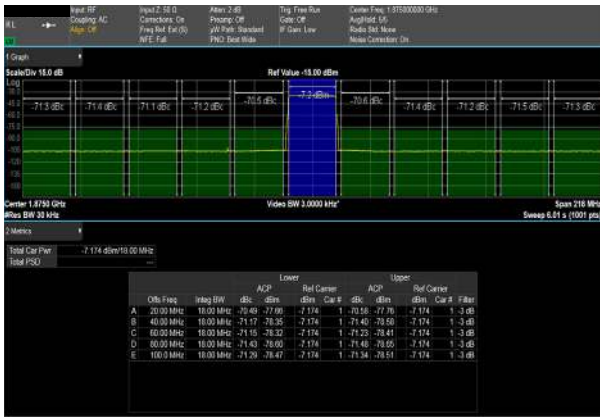 KL
Input: RF
Coupling: AC
Align: Off
Input Z: 50 Ω
Corrections: On
Freq Ref: Ext (S)
NFE: Full
Atten: 2 dB
Preamp: Off
µW Path: Standard
PNO: Best Wide
Trig: Free Run
Gate: Off
IF Gain: Low
Center Freq: 1.875000000 GHz
Avg|Hold: 5/5
Radio Std: None
Noise Correction: On
1 Graph
Scale/Div 15.0 dB
Ref Value -15.00 dBm
Log
-71.3 dBc -71.4 dBc -71.1 dBc -71.2 dBc -70.5 dBc -7.2 dBm -70.6 dBc -71.4 dBc -71.2 dBc -71.5 dBc -71.3 dBc
Center 1.8750 GHz
Video BW 3.0000 kHz*
Span 218 MHz
#Res BW 30 kHz
Sweep 6.01 s (1001 pts)
2 Metrics
Total Car Pwr -7.174 dBm/18.00 MHz
Total PSD ---
Lower Upper
ACP Ref Carrier ACP Ref Carrier
Offs Freq Integ BW dBc dBm dBm Car # dBc dBm dBm Car # Filter
A 20.00 MHz 18.00 MHz -70.49 -77.66 -7.174 1 -70.58 -77.76 -7.174 1 -3 dB
B 40.00 MHz 18.00 MHz -71.17 -78.35 -7.174 1 -71.40 -78.58 -7.174 1 -3 dB
C 60.00 MHz 18.00 MHz -71.15 -78.32 -7.174 1 -71.23 -78.41 -7.174 1 -3 dB
D 80.00 MHz 18.00 MHz -71.43 -78.60 -7.174 1 -71.48 -78.65 -7.174 1 -3 dB
E 100.0 MHz 18.00 MHz -71.29 -78.47 -7.174 1 -71.34 -78.51 -7.174 1 -3 dB